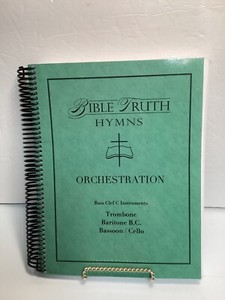 BIBLE TRUTH
HYMNS
ORCHESTRATION
Bass Clef C Instruments
Trombone
Baritone B.C.
Bassoon / Cello